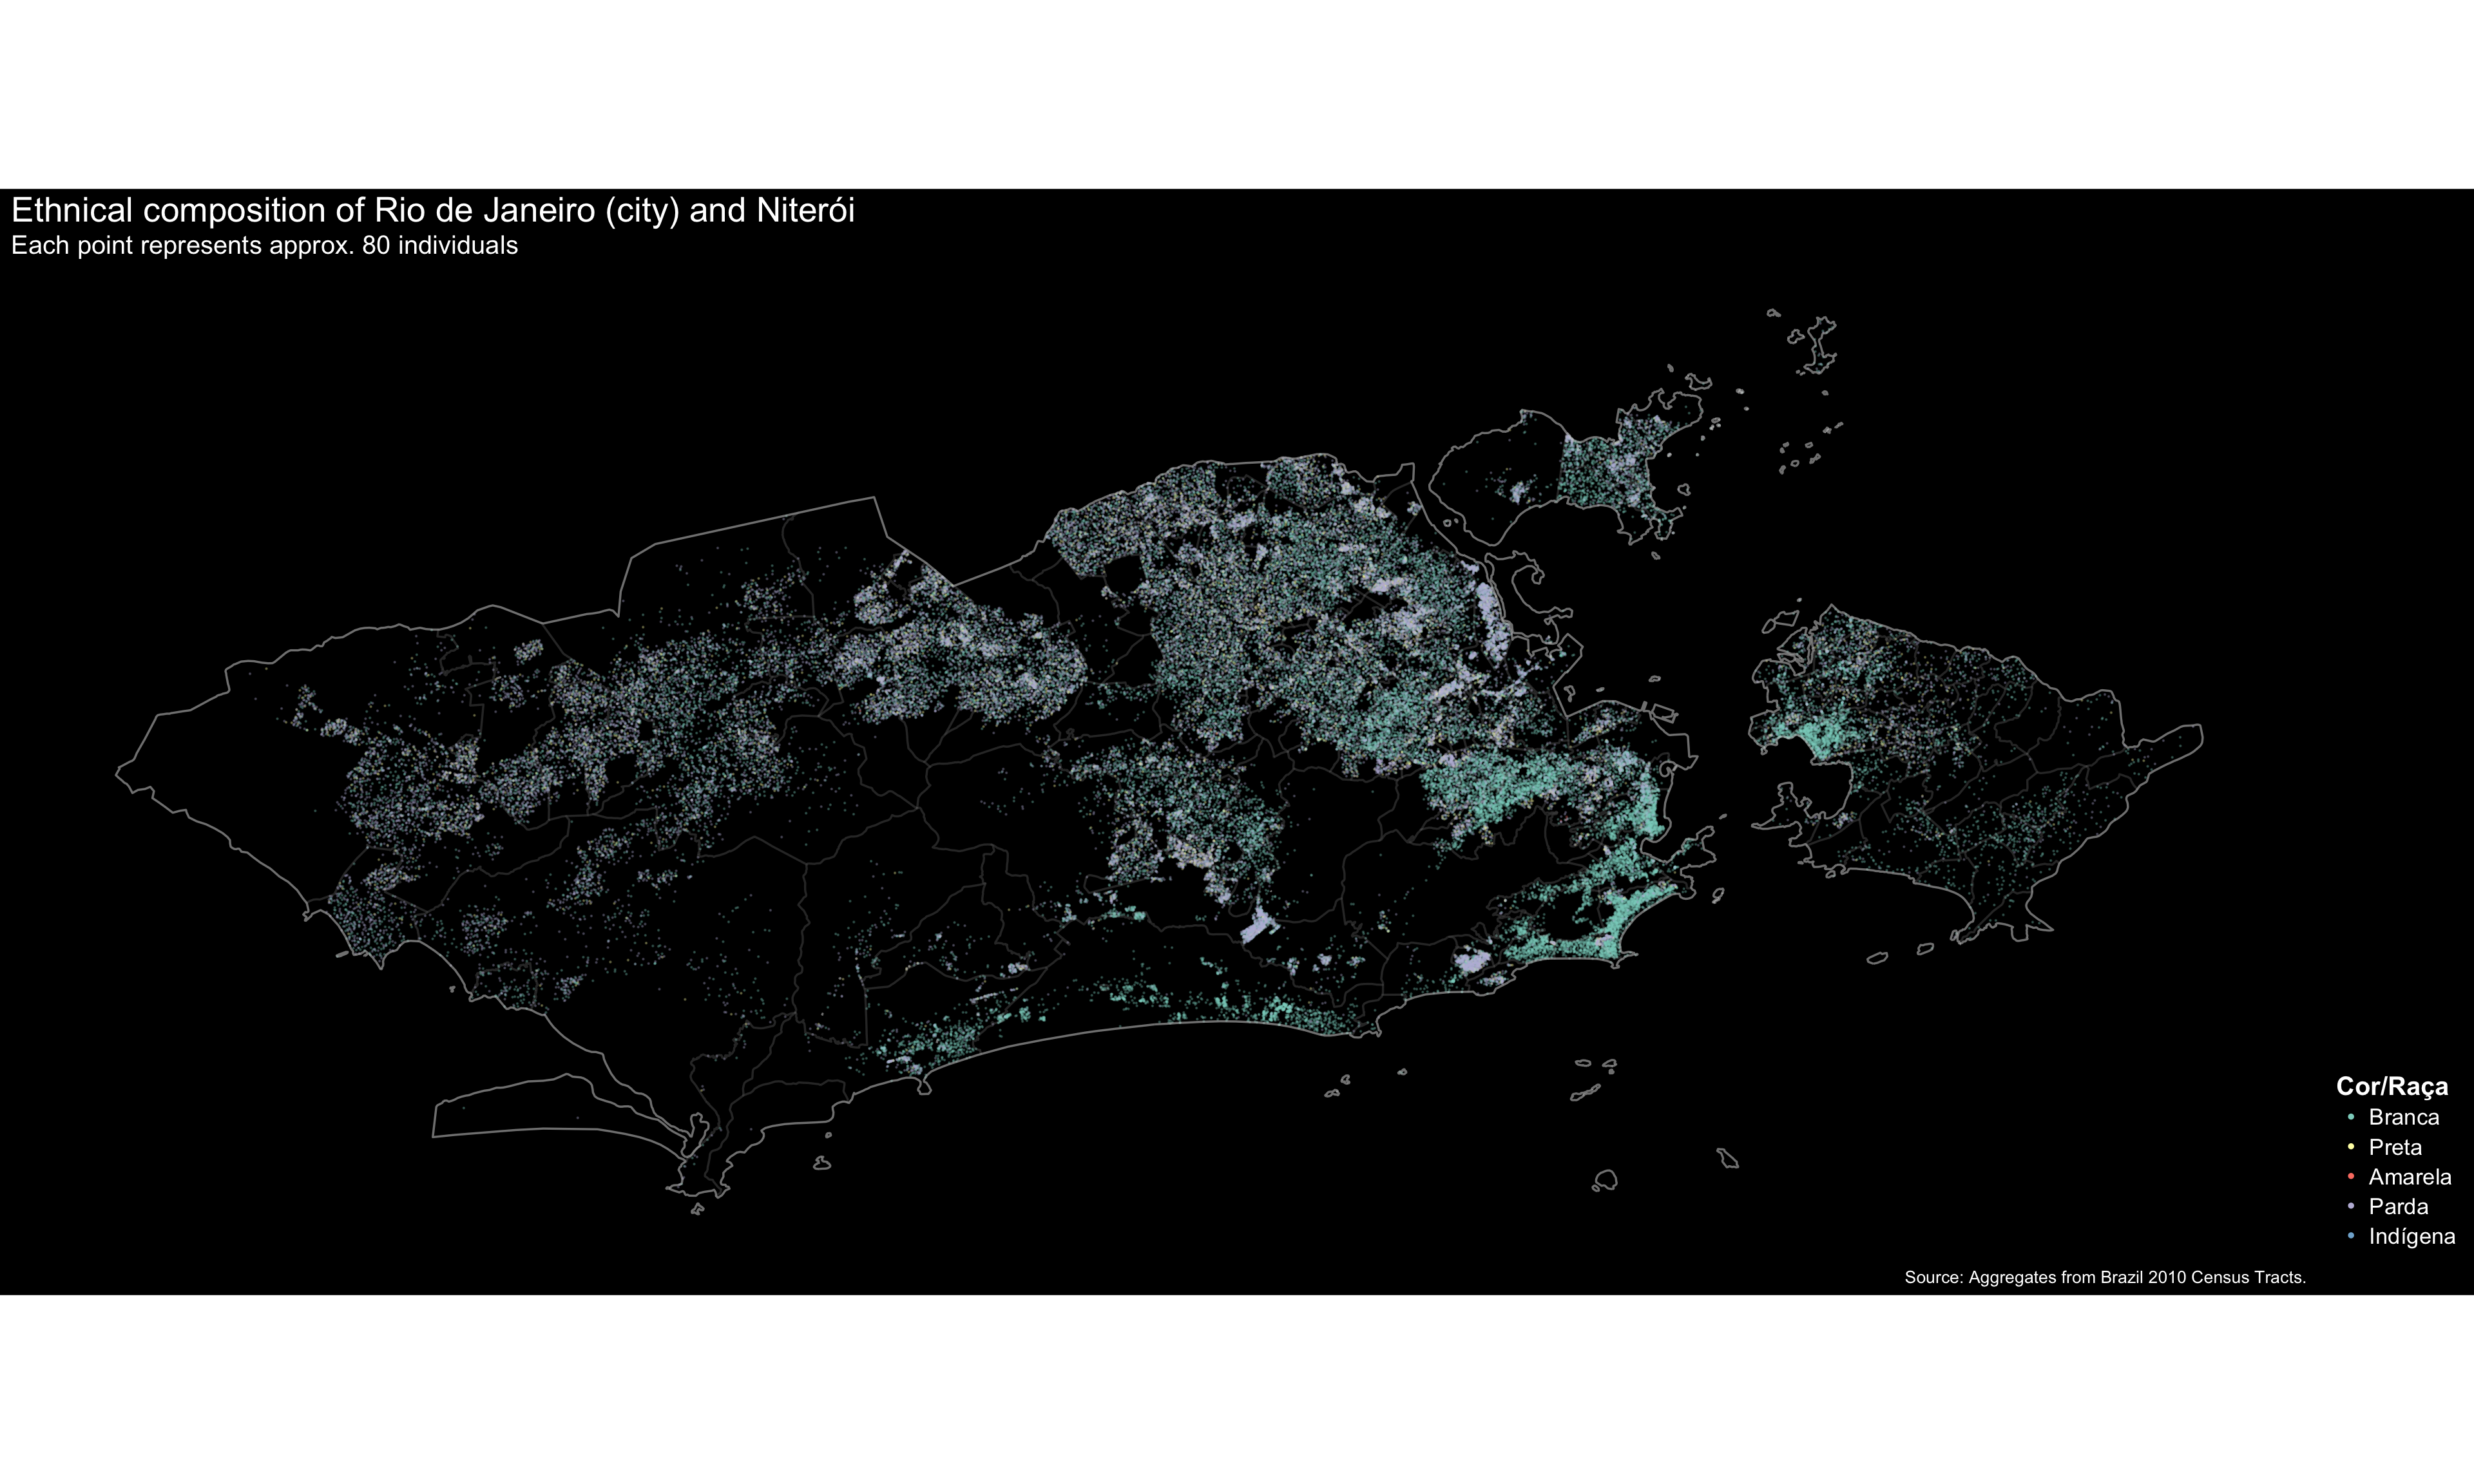 Ethnical composition of Rio de Janeiro (city) and Niterói
Each point represents approx. 80 individuals
Cor/Raça
Branca
Preta
Amarela
Parda
Indígena
Source: Aggregates from Brazil 2010 Census Tracts.